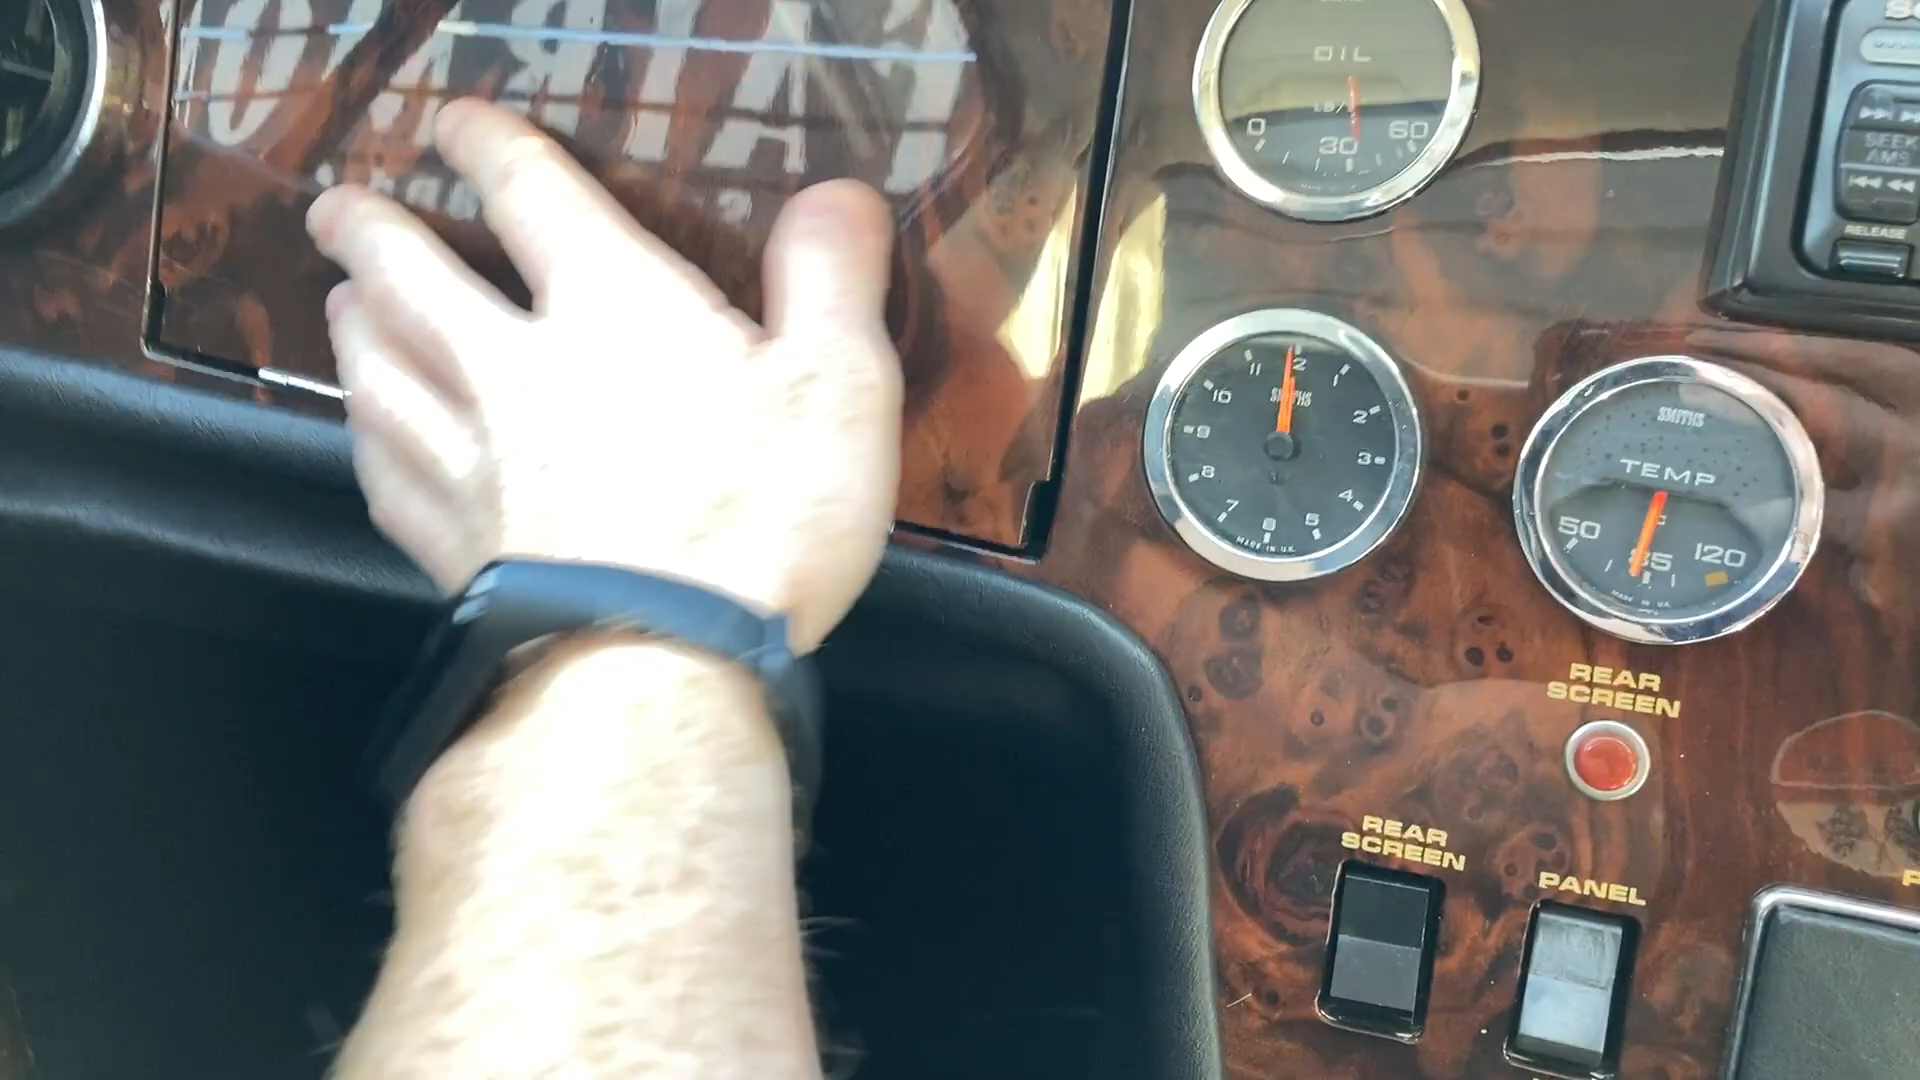 OIL
LB/
0
30
60
SEEK
AMS
RELEASE
12
1
2
3
4
5
6
7
8
9
10
11
SMITHS
MADE IN U.K.
SMITHS
TEMP
C
50
85
120
MADE IN U.K.
REAR
SCREEN
REAR
SCREEN
PANEL